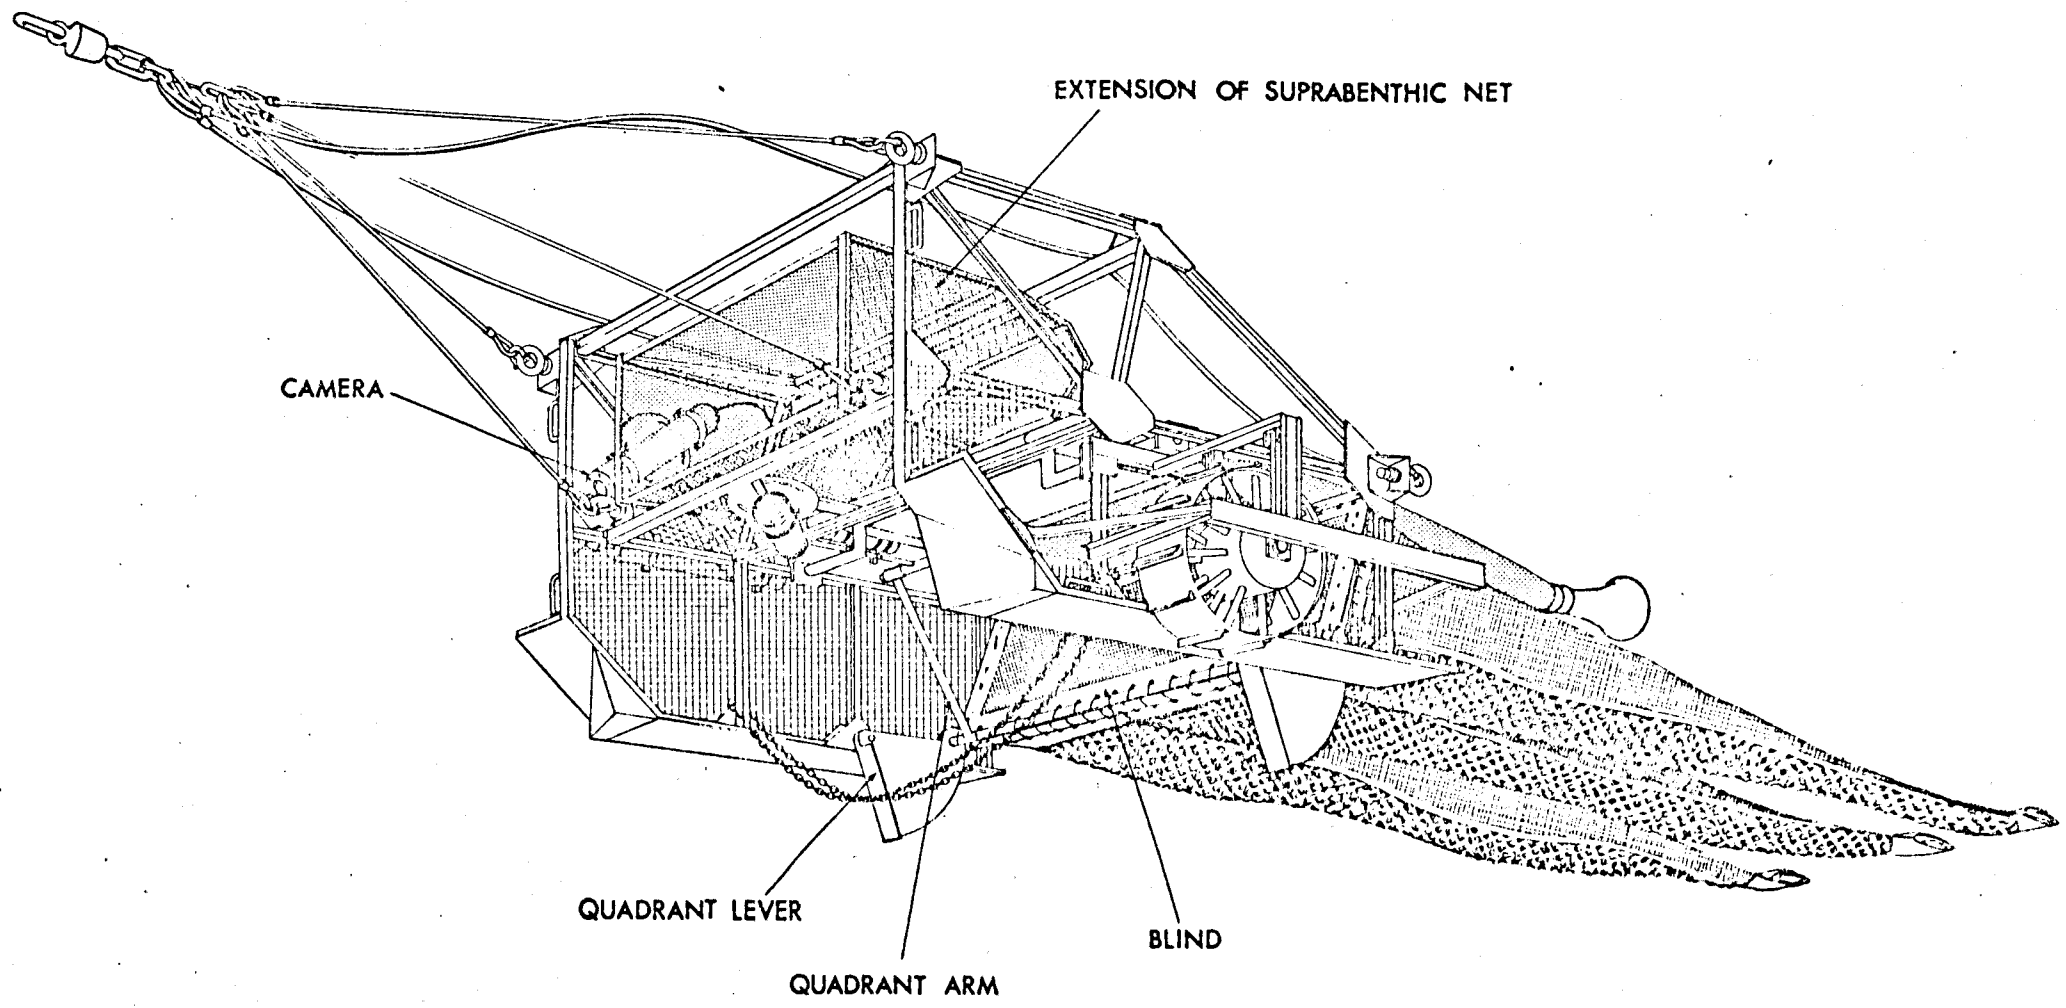 EXTENSION OF SUPRABENTHIC NET
CAMERA
QUADRANT LEVER
BLIND
QUADRANT ARM